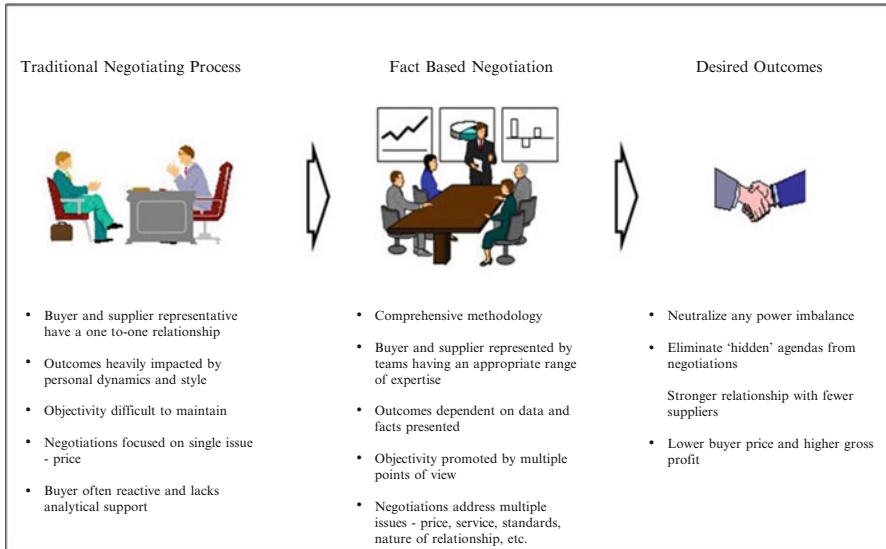 Traditional Negotiating Process
Fact Based Negotiation
Desired Outcomes
• Buyer and supplier representative
have a one to-one relationship
• Outcomes heavily impacted by
personal dynamics and style
• Objectivity difficult to maintain
• Negotiations focused on single issue
- price
• Buyer often reactive and lacks
analytical support
• Comprehensive methodology
• Buyer and supplier represented by
teams having an appropriate range
of expertise
• Outcomes dependent on data and
facts presented
• Objectivity promoted by multiple
points of view
• Negotiations address multiple
issues - price, service, standards,
nature of relationship, etc.
• Neutralize any power imbalance
• Eliminate ‘hidden’ agendas from
negotiations
Stronger relationship with fewer
suppliers
• Lower buyer price and higher gross
profit